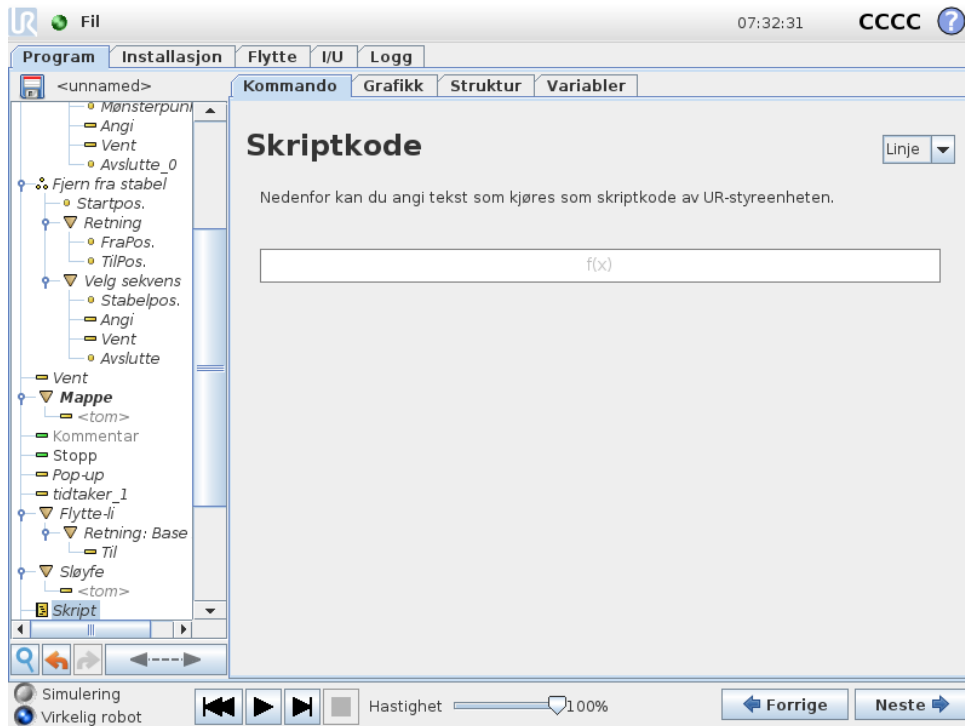 UR Fil 07:32:31 CCCC ?
Program Installasjon Flytte I/U Logg
<unnamed>
Kommando Grafikk Struktur Variabler
Mønsterpunk
Angi
Vent
Avslutte_0
Fjern fra stabel
Startpos.
Retning
FraPos.
TilPos.
Velg sekvens
Stabelpos.
Angi
Vent
Avslutte
Vent
Mappe
<tom>
Kommentar
Stopp
Pop-up
tidtaker_1
Flytte-li
Retning: Base
Til
Sløyfe
<tom>
Skript
Skriptkode
Linje
Nedenfor kan du angi tekst som kjøres som skriptkode av UR-styreenheten.
f(x)
Simulering
Virkelig robot
Hastighet 100%
Forrige
Neste